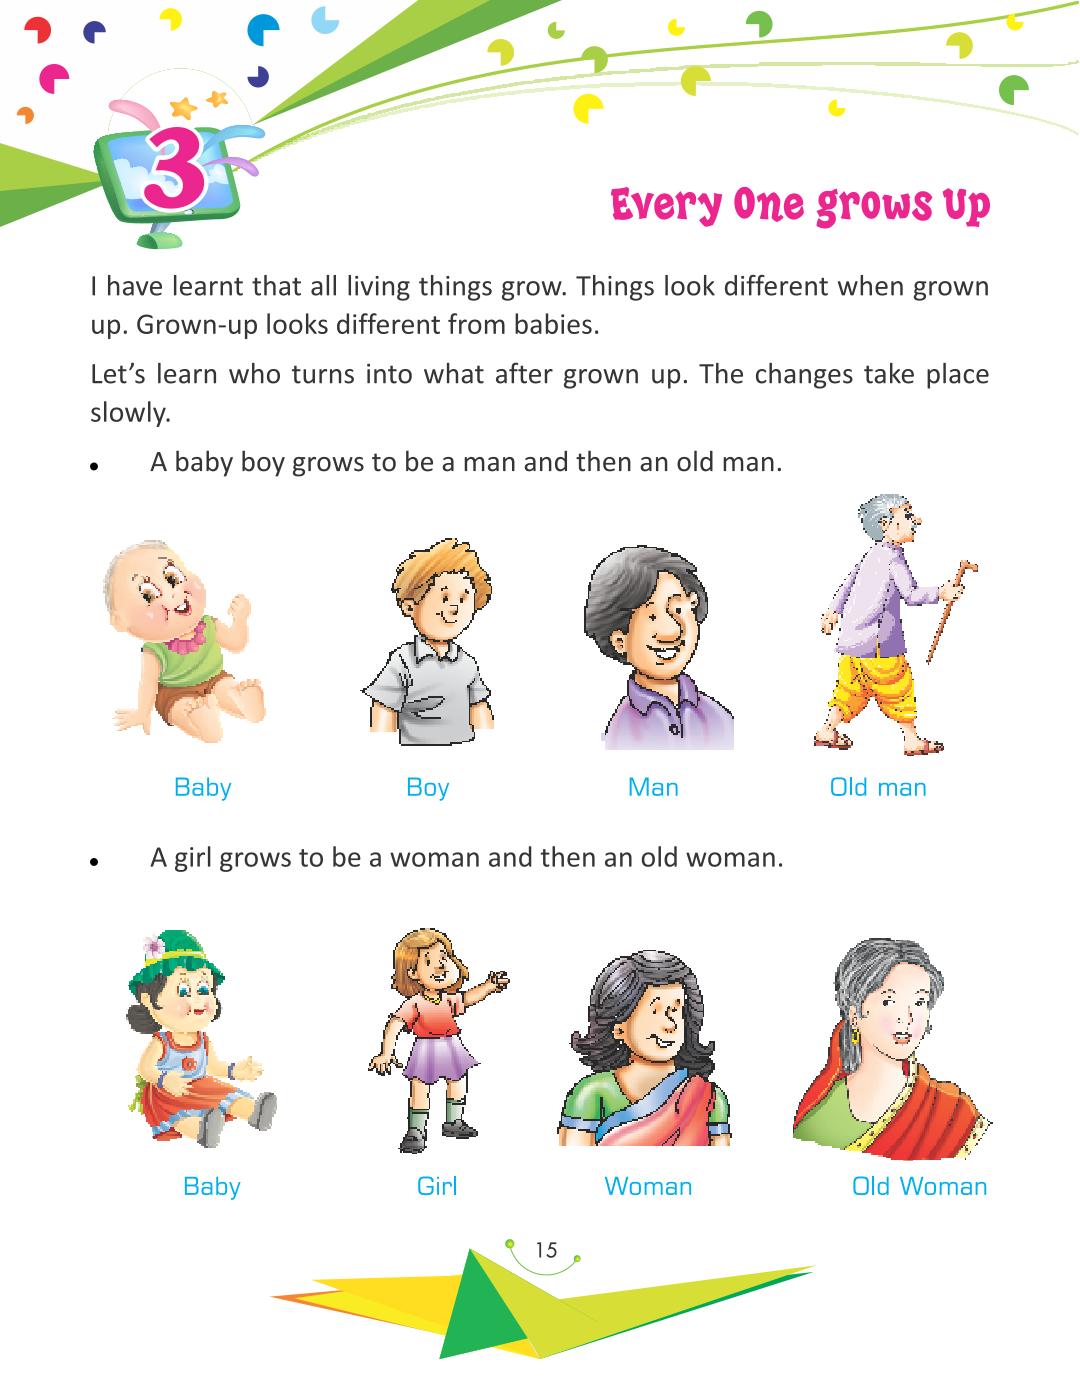 3
Every One grows Up
I have learnt that all living things grow. Things look different when grown
up. Grown-up looks different from babies.
Let's learn who turns into what after grown up. The changes take place
slowly.
• A baby boy grows to be a man and then an old man.
Baby Boy Man Old man
• A girl grows to be a woman and then an old woman.
Baby Girl Woman Old Woman
15